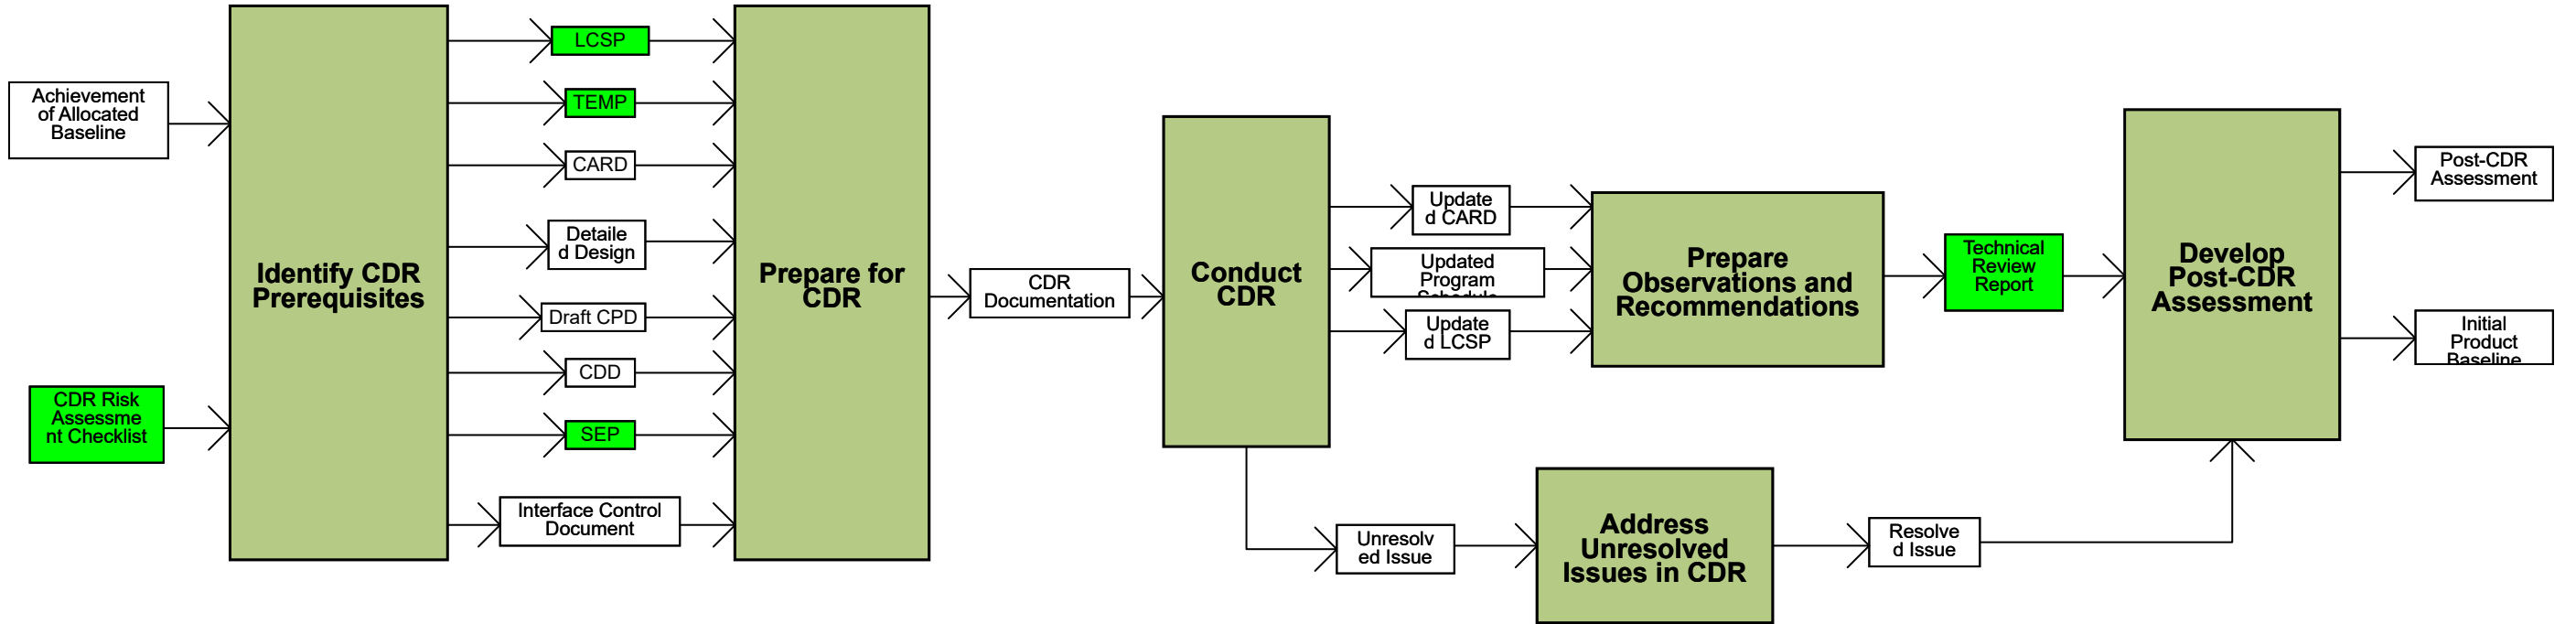 Achievement
of Allocated
Baseline
CDR Risk
Assessme
nt Checklist
Identify CDR
Prerequisites
LCSP
TEMP
CARD
Detaile
d Design
Draft CPD
CDD
SEP
Interface Control
Document
Prepare for
CDR
CDR
Documentation
Conduct
CDR
Update
d CARD
Updated
Program
Schedule
Update
d LCSP
Unresolv
ed Issue
Prepare
Observations and
Recommendations
Address
Unresolved
Issues in CDR
Technical
Review
Report
Resolve
d Issue
Develop
Post-CDR
Assessment
Post-CDR
Assessment
Initial
Product
Baseline